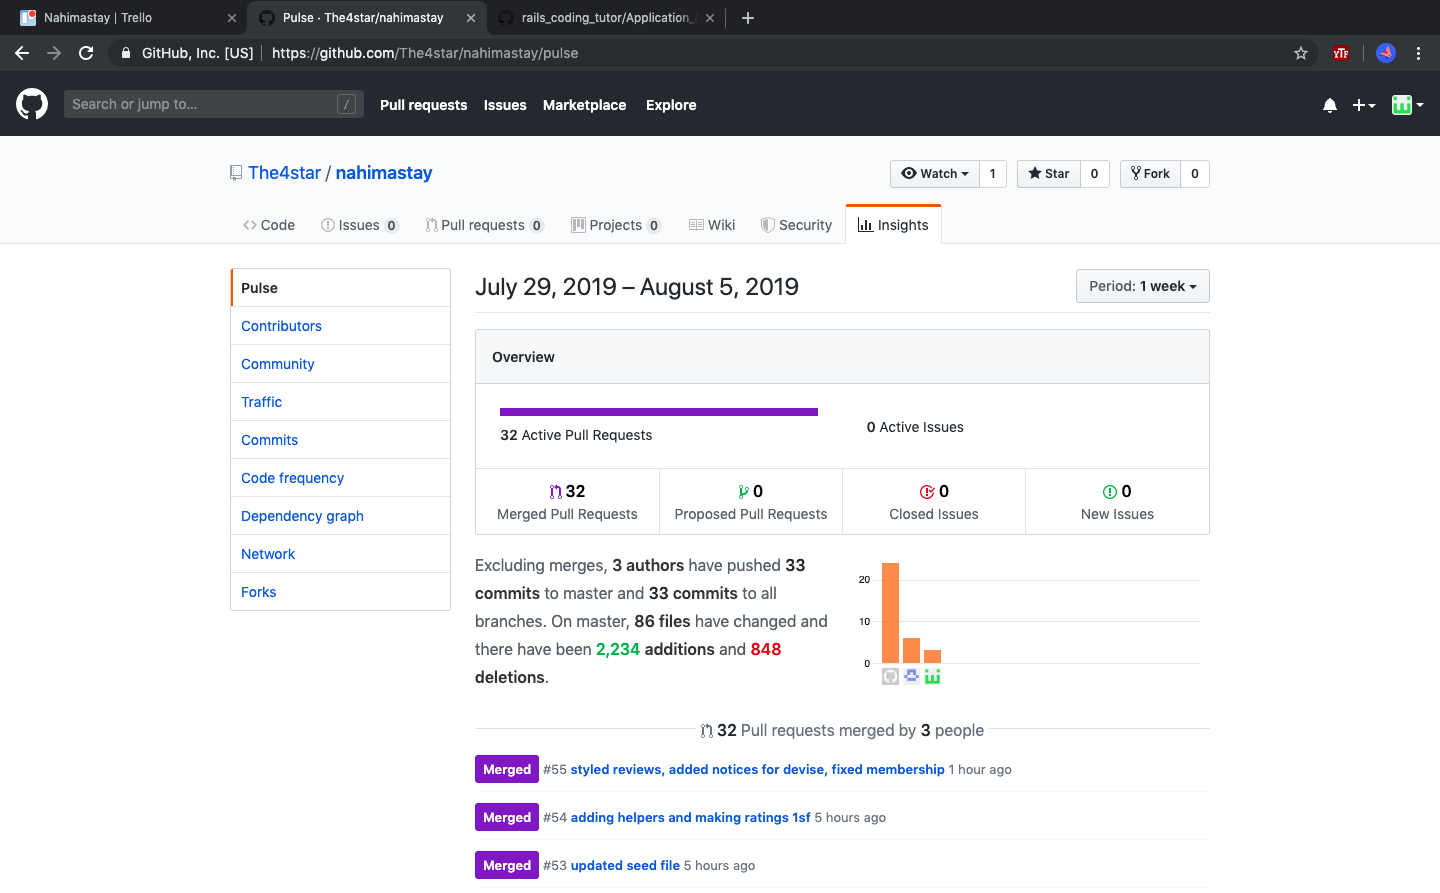 Nahimastay | Trello
Pulse · The4star/nahimastay
rails_coding_tutor/Application_
GitHub, Inc. [US] | https://github.com/The4star/nahimastay/pulse
YTF
Search or jump to... /
Pull requests Issues Marketplace Explore
The4star / nahimastay
Watch 1 Star 0 Fork 0
Code Issues 0 Pull requests 0 Projects 0 Wiki Security Insights
Pulse
Contributors
Community
Traffic
Commits
Code frequency
Dependency graph
Network
Forks
July 29, 2019 – August 5, 2019
Period: 1 week
Overview
32 Active Pull Requests
0 Active Issues
32
Merged Pull Requests
0
Proposed Pull Requests
0
Closed Issues
0
New Issues
Excluding merges, 3 authors have pushed 33
commits to master and 33 commits to all
branches. On master, 86 files have changed and
there have been 2,234 additions and 848
deletions.
20
10
0
32 Pull requests merged by 3 people
Merged #55 styled reviews, added notices for devise, fixed membership 1 hour ago
Merged #54 adding helpers and making ratings 1sf 5 hours ago
Merged #53 updated seed file 5 hours ago